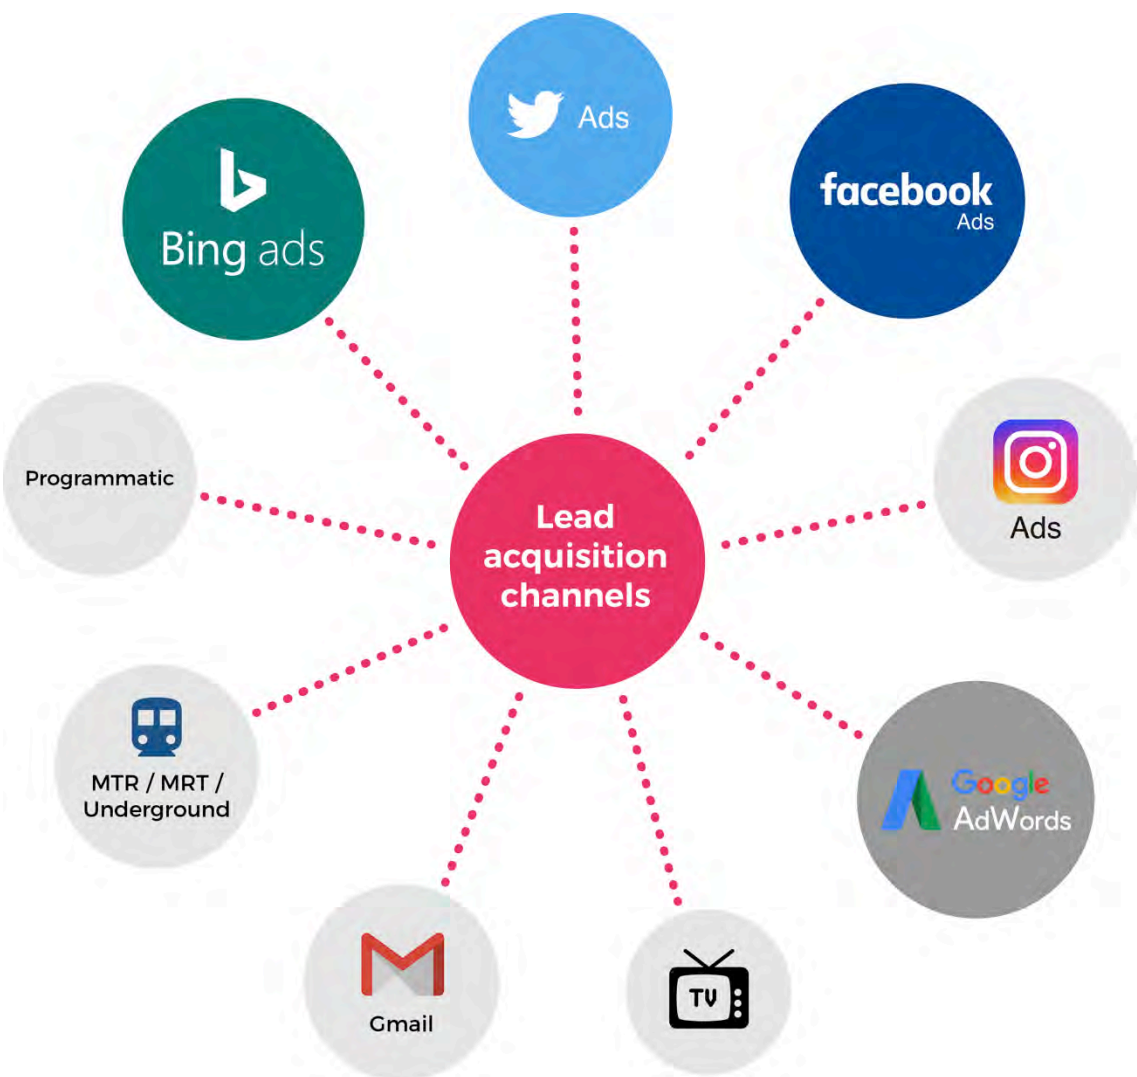 Ads
facebook
Ads
Bing ads
Programmatic
Lead
acquisition
channels
Ads
MTR / MRT /
Underground
Google
AdWords
Gmail
TV